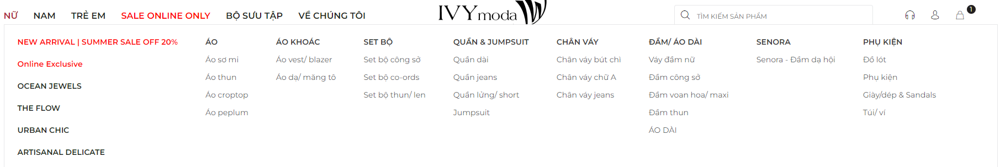 NỮ NAM TRẺ EM SALE ONLINE ONLY BỘ SƯU TẬP VỀ CHÚNG TÔI IVY moda TÌM KIẾM SẢN PHẨM 1
NEW ARRIVAL | SUMMER SALE OFF 20%
Online Exclusive
OCEAN JEWELS
THE FLOW
URBAN CHIC
ARTISANAL DELICATE
ÁO
Áo sơ mi
Áo thun
Áo croptop
Áo peplum
ÁO KHOÁC
Áo vest/ blazer
Áo dạ/ măng tô
SET BỘ
Set bộ công sở
Set bộ co-ords
Set bộ thun/ len
QUẦN & JUMPSUIT
Quần dài
Quần jeans
Quần lửng/ short
Jumpsuit
CHÂN VÁY
Chân váy bút chì
Chân váy chữ A
Chân váy jeans
ĐẦM/ ÁO DÀI
Váy đầm nữ
Đầm công sở
Đầm voan hoa/ maxi
Đầm thun
ÁO DÀI
SENORA
Senora - Đầm dạ hội
PHỤ KIỆN
Đồ lót
Phụ kiện
Giày/dép & Sandals
Túi/ ví